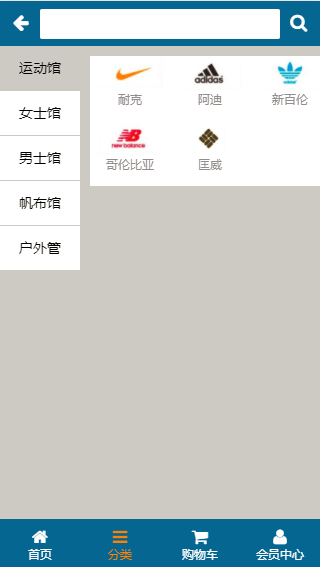 运动馆
女士馆
男士馆
帆布馆
户外管
adidas
耐克
阿迪
新百伦
new balance
哥伦比亚
匡威
首页
分类
购物车
会员中心